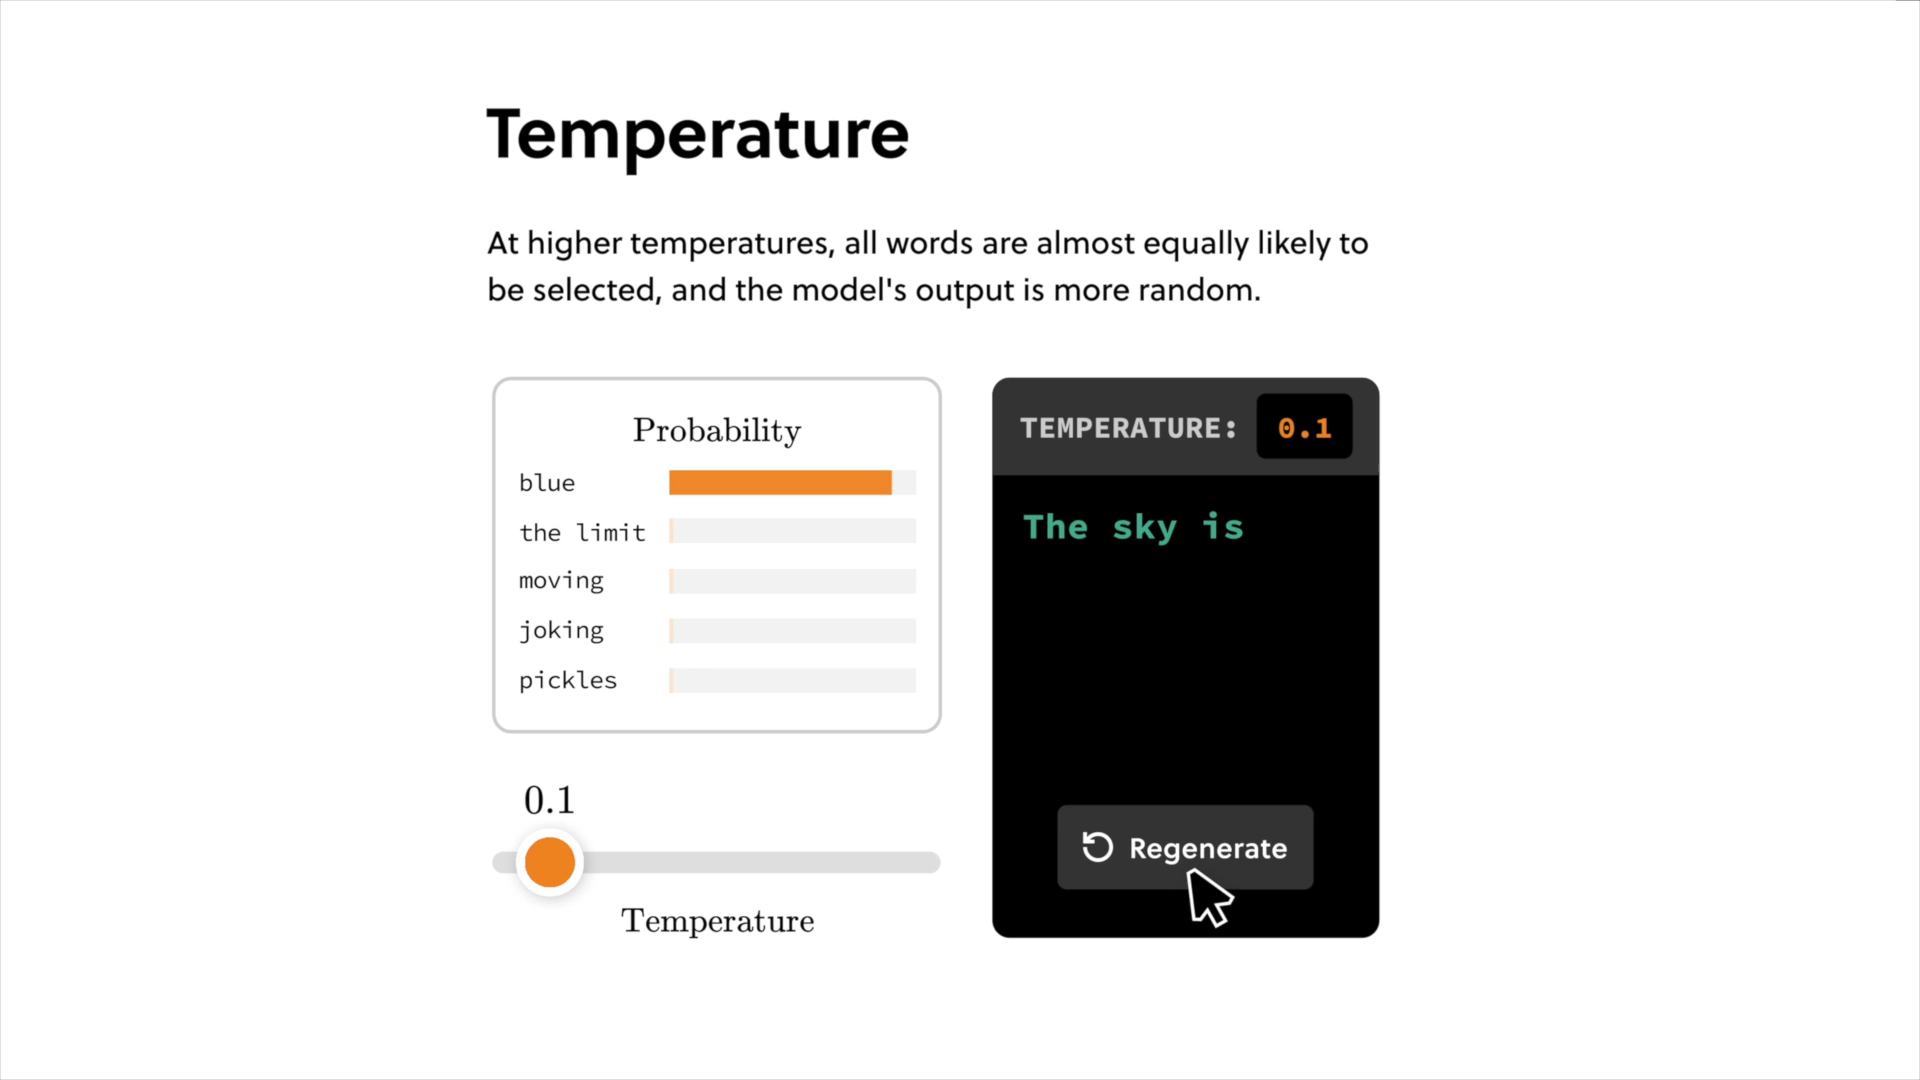 Temperature
At higher temperatures, all words are almost equally likely to
be selected, and the model's output is more random.
Probability
blue
the limit
moving
joking
pickles
0.1
Temperature
TEMPERATURE: 0.1
The sky is
Regenerate